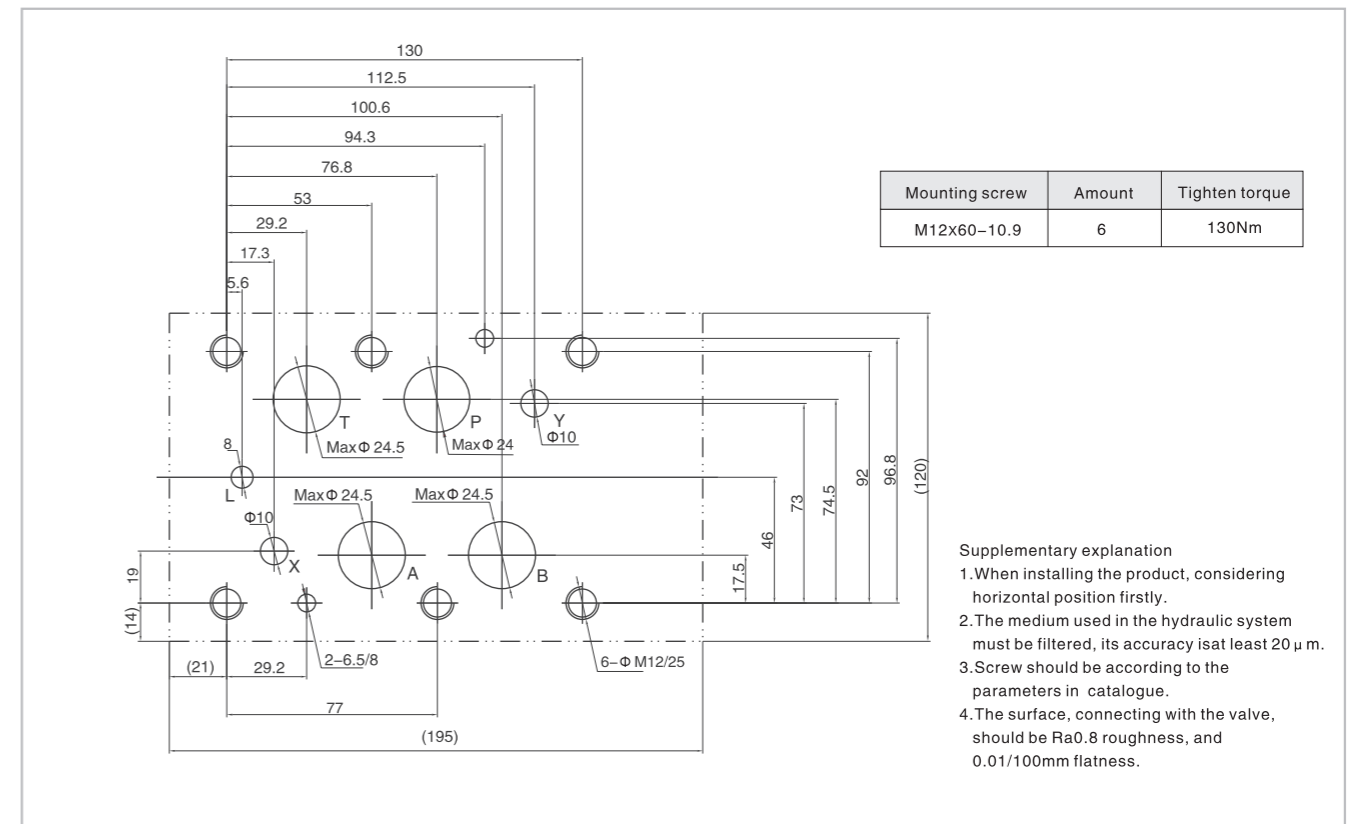 130
112.5
100.6
94.3
76.8
53
29.2
17.3
5.6
Mounting screw Amount Tighten torque
M12x60-10.9 6 130Nm
T P Y
MaxΦ 24.5 MaxΦ 24 Φ10
8
L
MaxΦ 24.5 MaxΦ 24.5
Φ10
X A B
19
(14)
46
17.5
73
74.5
92
96.8
(120)
(21) 29.2 2-6.5/8 6-Φ M12/25
77
(195)
Supplementary explanation
1.When installing the product, considering
horizontal position firstly.
2.The medium used in the hydraulic system
must be filtered, its accuracy isat least 20 μ m.
3.Screw should be according to the
parameters in catalogue.
4.The surface, connecting with the valve,
should be Ra0.8 roughness, and
0.01/100mm flatness.